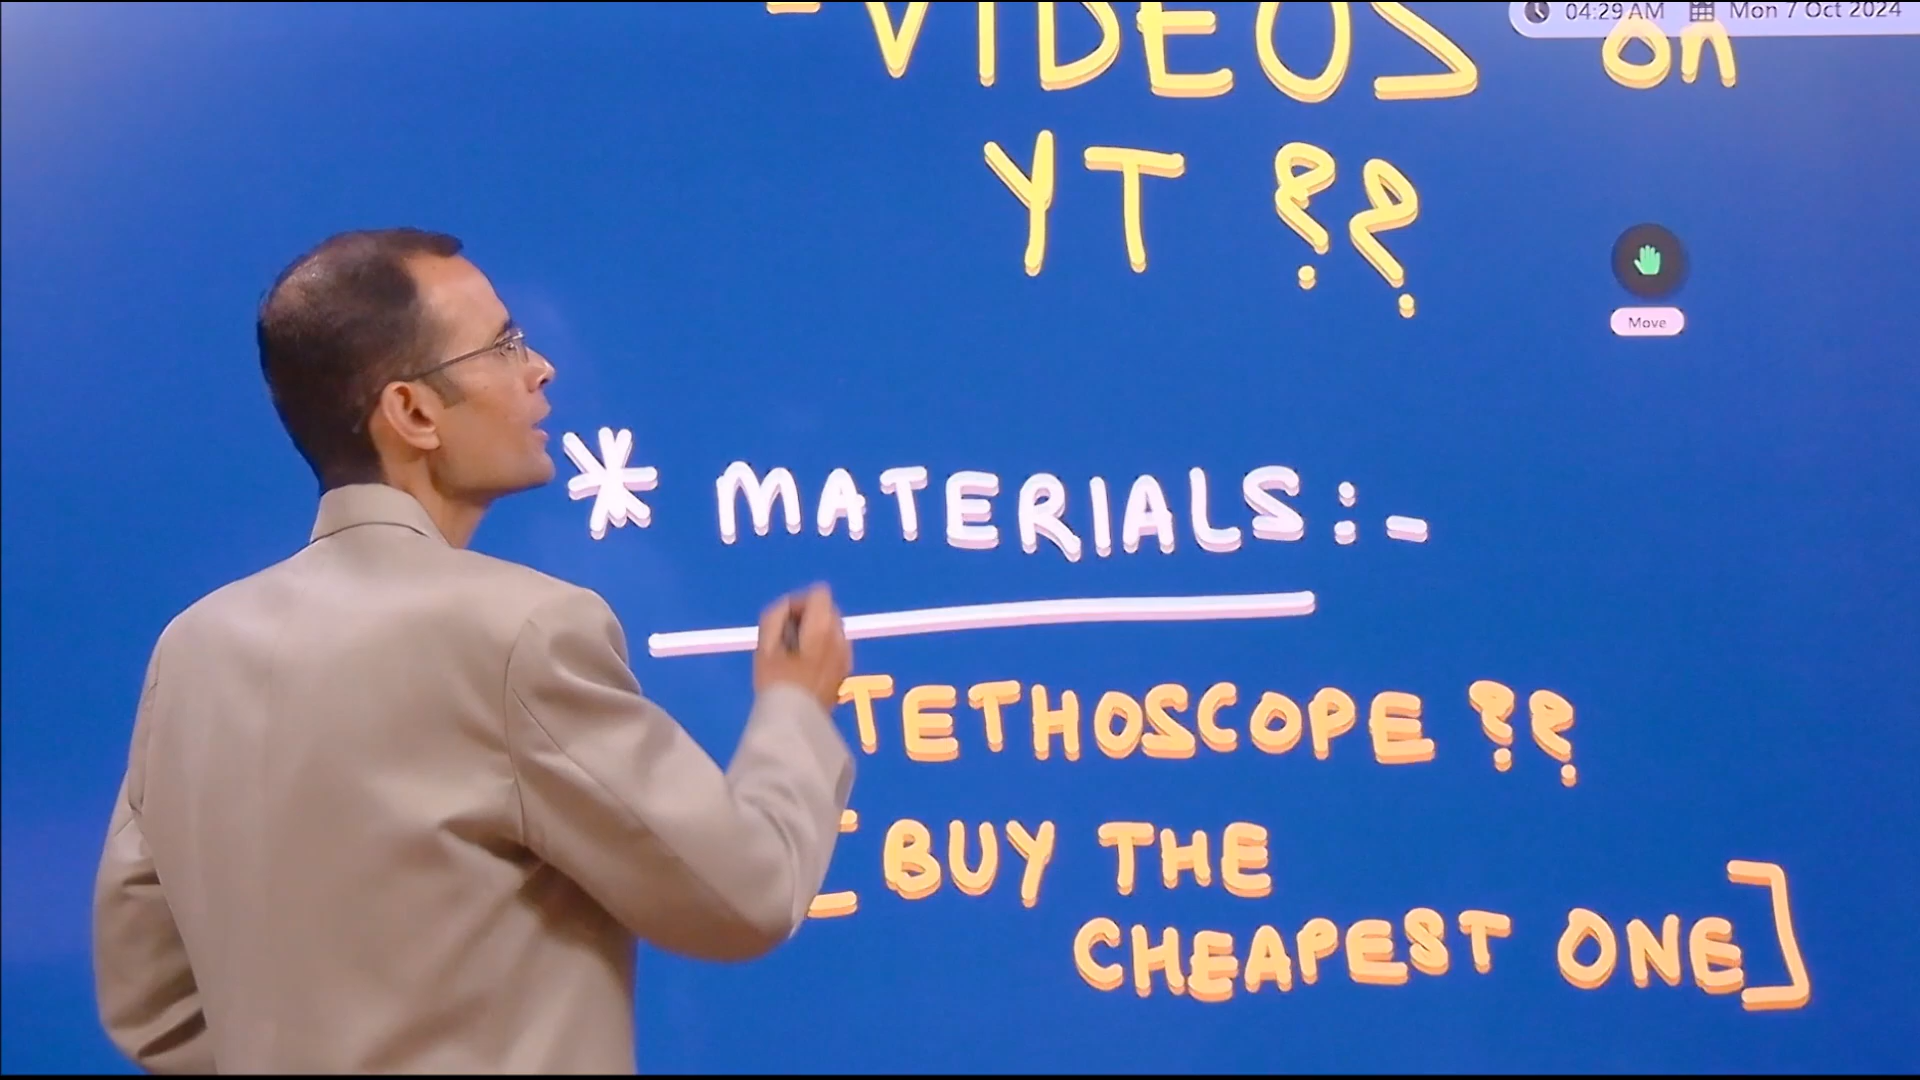 04:29 AM Mon 7 Oct 2024
-VIDEOS on
YT ??
Move
* MATERIALS:-
TETHOSCOPE ??
[BUY THE
CHEAPEST ONE]